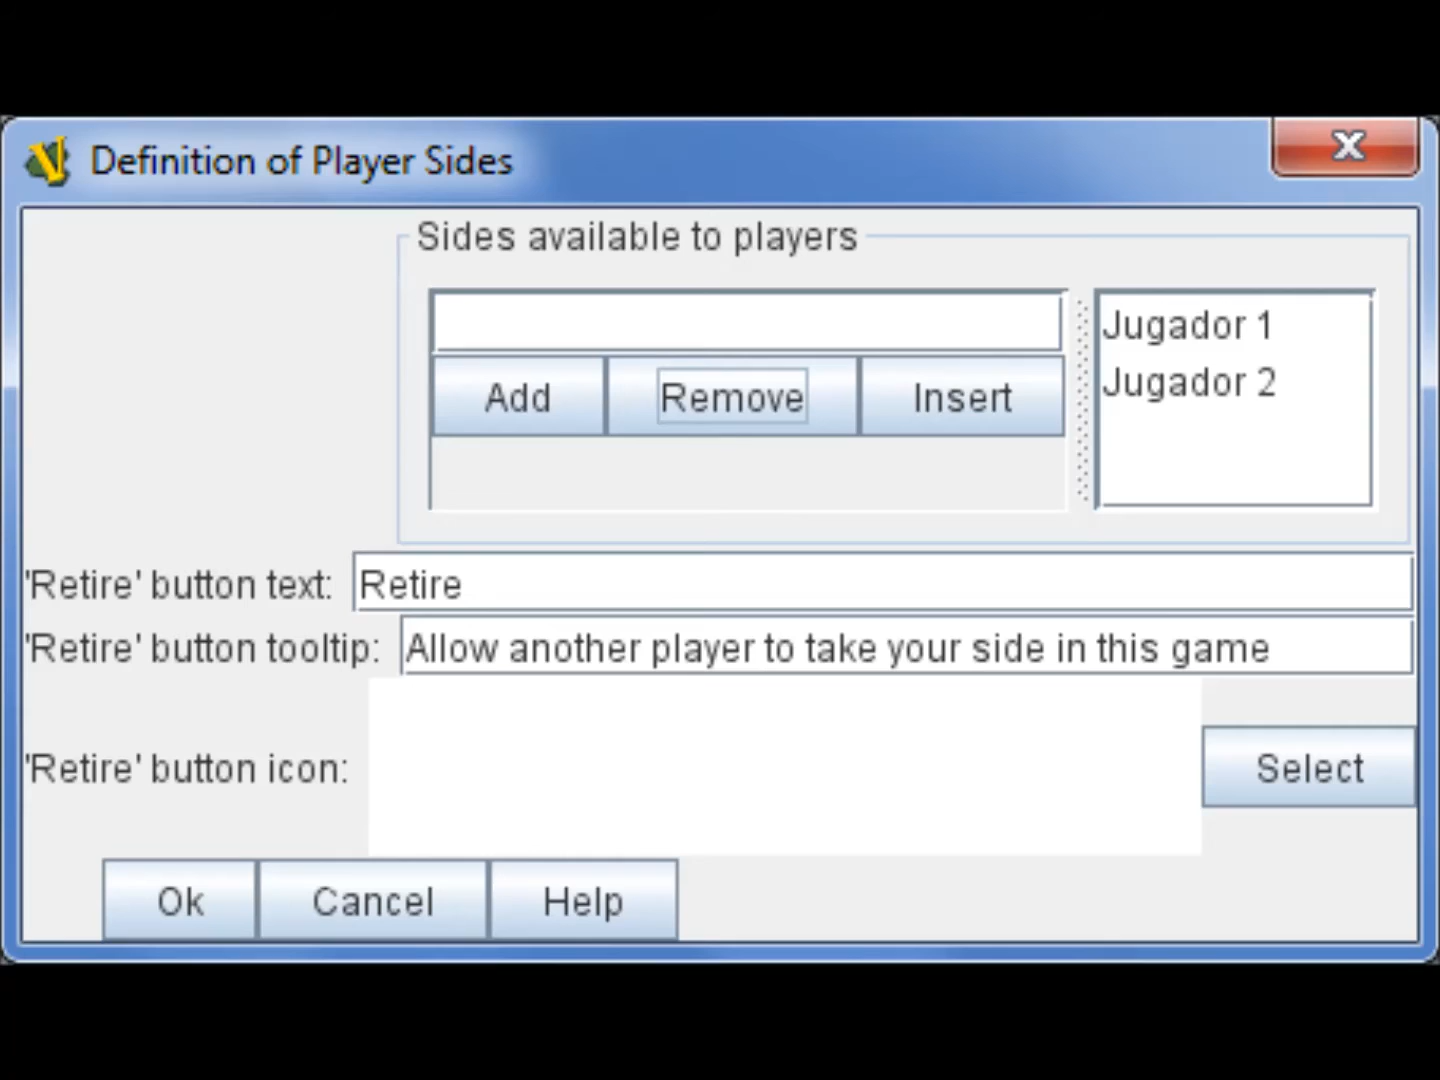 Definition of Player Sides
Sides available to players
Add Remove Insert
Jugador 1
Jugador 2
'Retire' button text: Retire
'Retire' button tooltip: Allow another player to take your side in this game
'Retire' button icon: Select
Ok Cancel Help